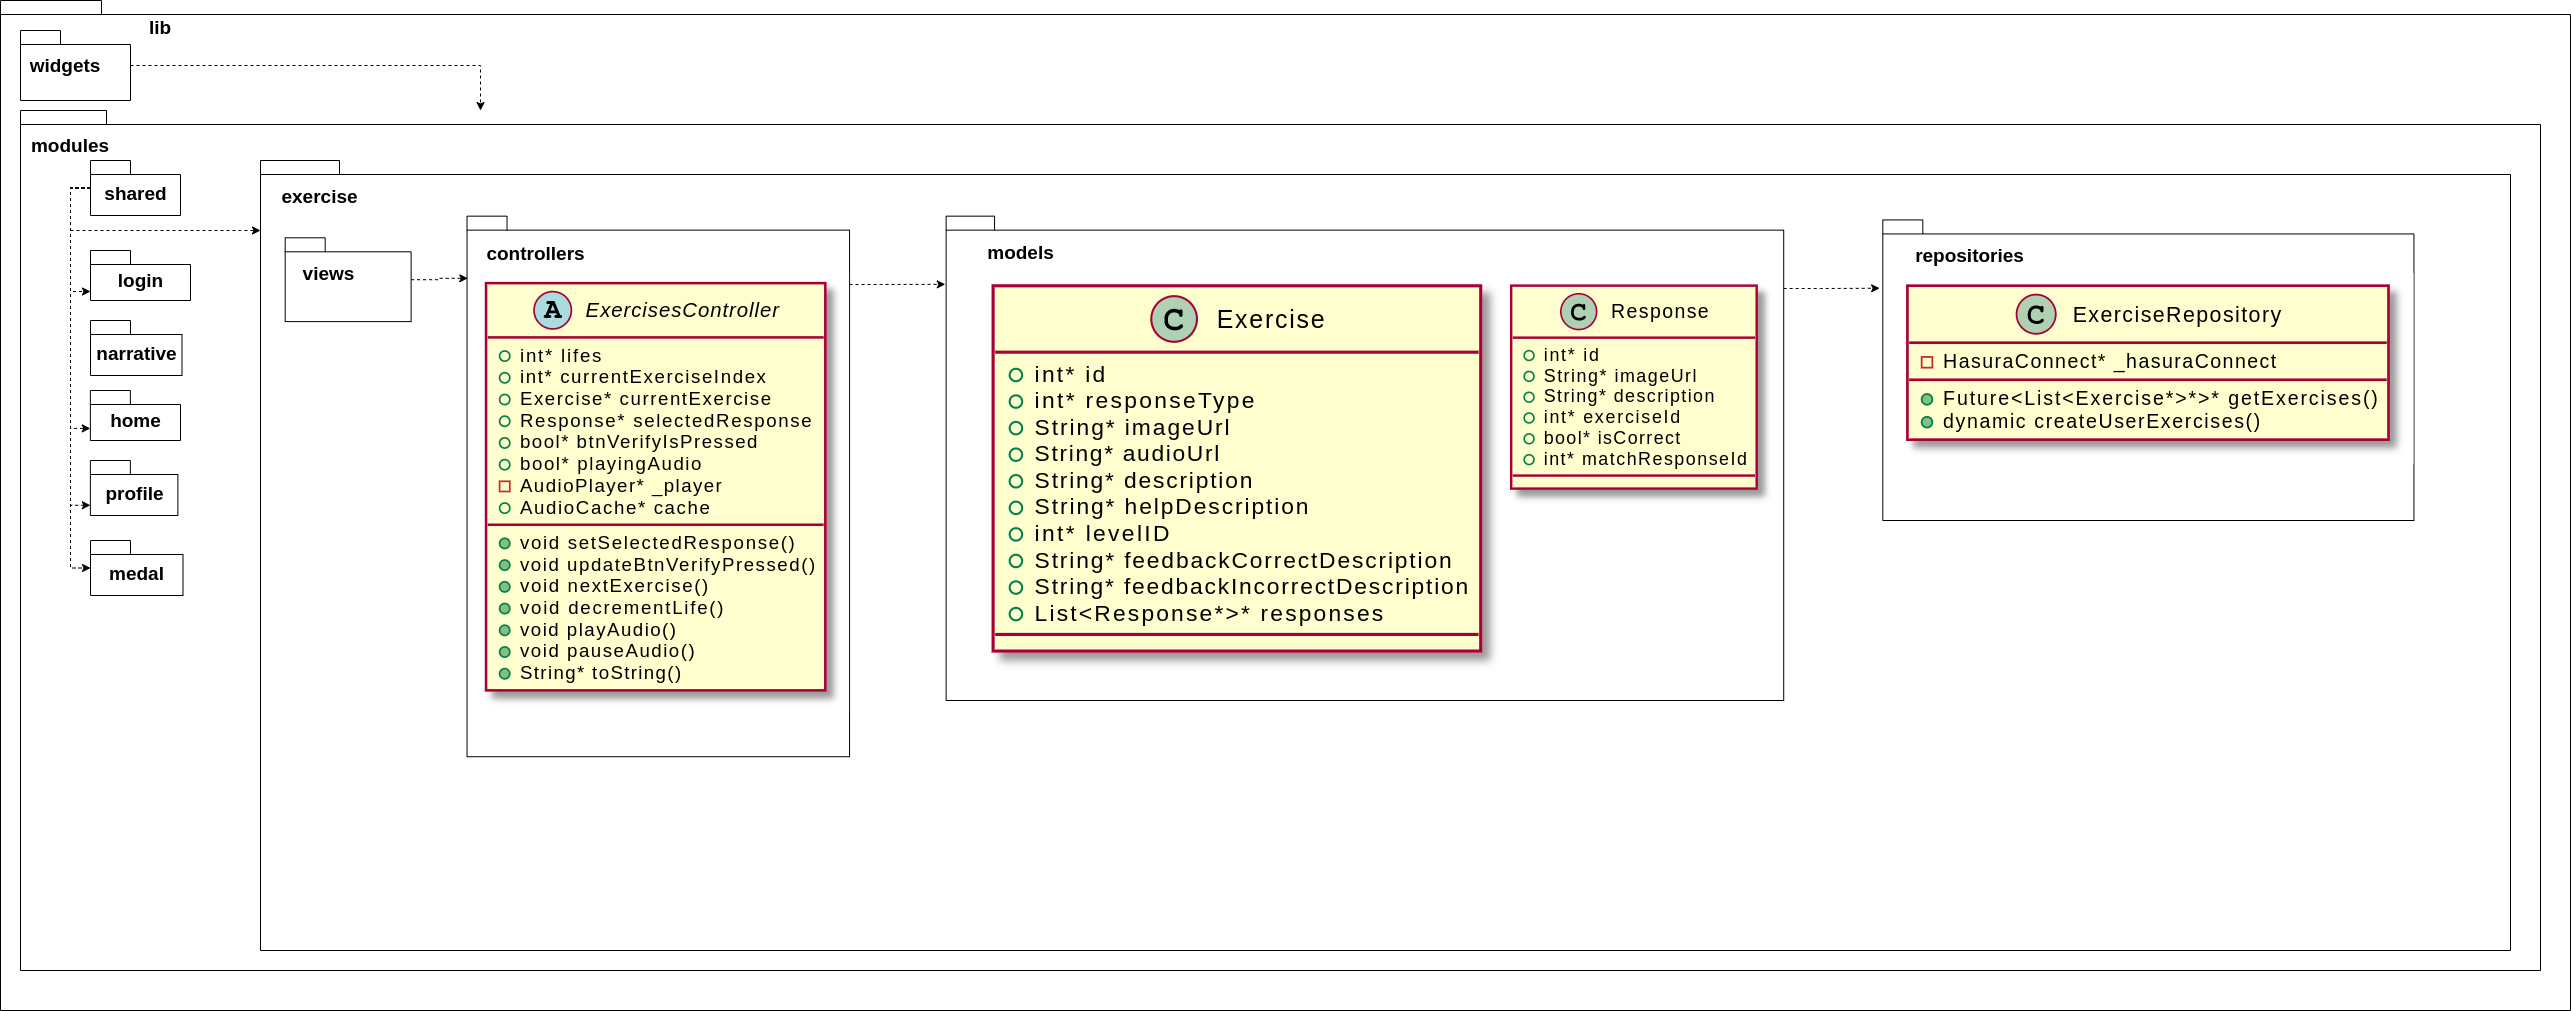 lib
widgets
modules
shared
login
narrative
home
profile
medal
exercise
views
controllers
A ExercisesController
int* lifes
int* currentExerciseIndex
Exercise* currentExercise
Response* selectedResponse
bool* btnVerifyIsPressed
bool* playingAudio
AudioPlayer* _player
AudioCache* cache
void setSelectedResponse()
void updateBtnVerifyPressed()
void nextExercise()
void decrementLife()
void playAudio()
void pauseAudio()
String* toString()
models
C Exercise
int* id
int* responseType
String* imageUrl
String* audioUrl
String* description
String* helpDescription
int* levelID
String* feedbackCorrectDescription
String* feedbackIncorrectDescription
List<Response*>* responses
C Response
int* id
String* imageUrl
String* description
int* exerciseId
bool* isCorrect
int* matchResponseId
repositories
C ExerciseRepository
HasuraConnect* _hasuraConnect
Future<List<Exercise*>*>* getExercises()
dynamic createUserExercises()